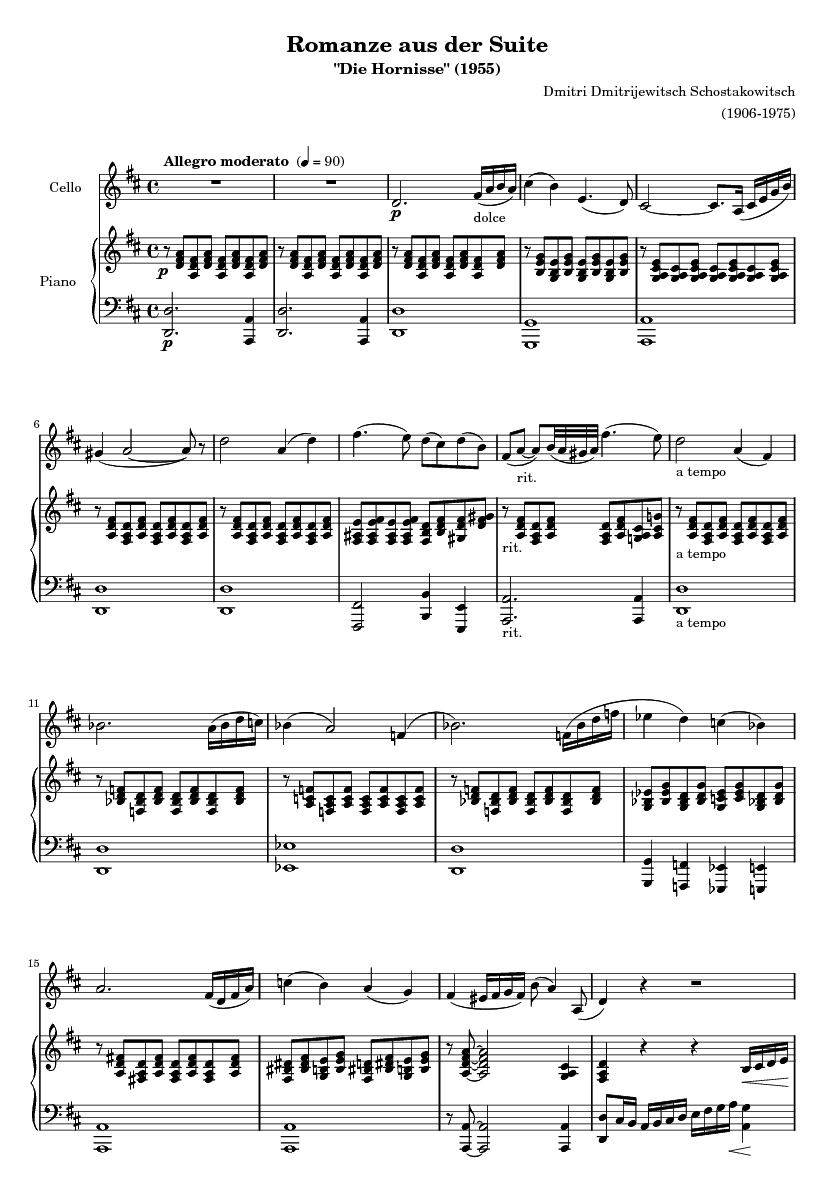 Romanze aus der Suite
"Die Hornisse" (1955)
Dmitri Dmitrijewitsch Schostakowitsch
(1906-1975)
Allegro moderato (♩ = 90)
Cello
p
dolce
Piano
p
p
6
rit.
a tempo
rit.
a tempo
rit.
a tempo
11
15